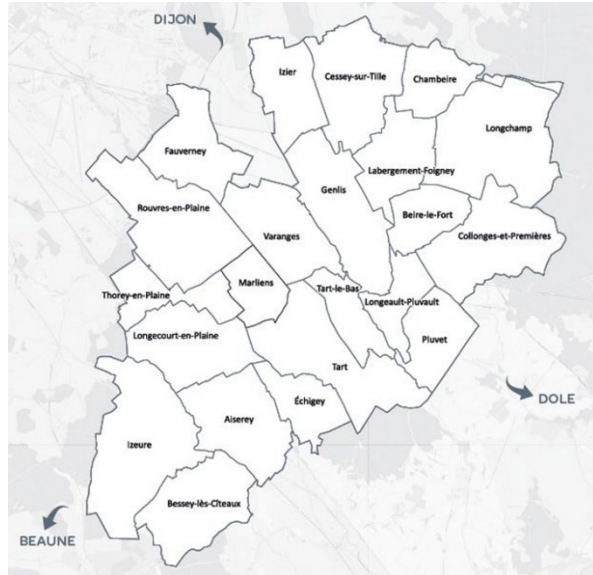 DIJON
Izier
Cessey-sur-Tille
Chambeire
Longchamp
Fauverney
Labergement-Foigney
Genlis
Rouvres-en-Plaine
Beire-le-Fort
Varanges
Collonges-et-Premières
Marliens
Tart-le-Bas
Thorey-en-Plaine
Longeault-Pluvault
Longecourt-en-Plaine
Pluvet
Tart
Échigey
DOLE
Aiserey
Izeure
Bessey-lès-Cîteaux
BEAUNE